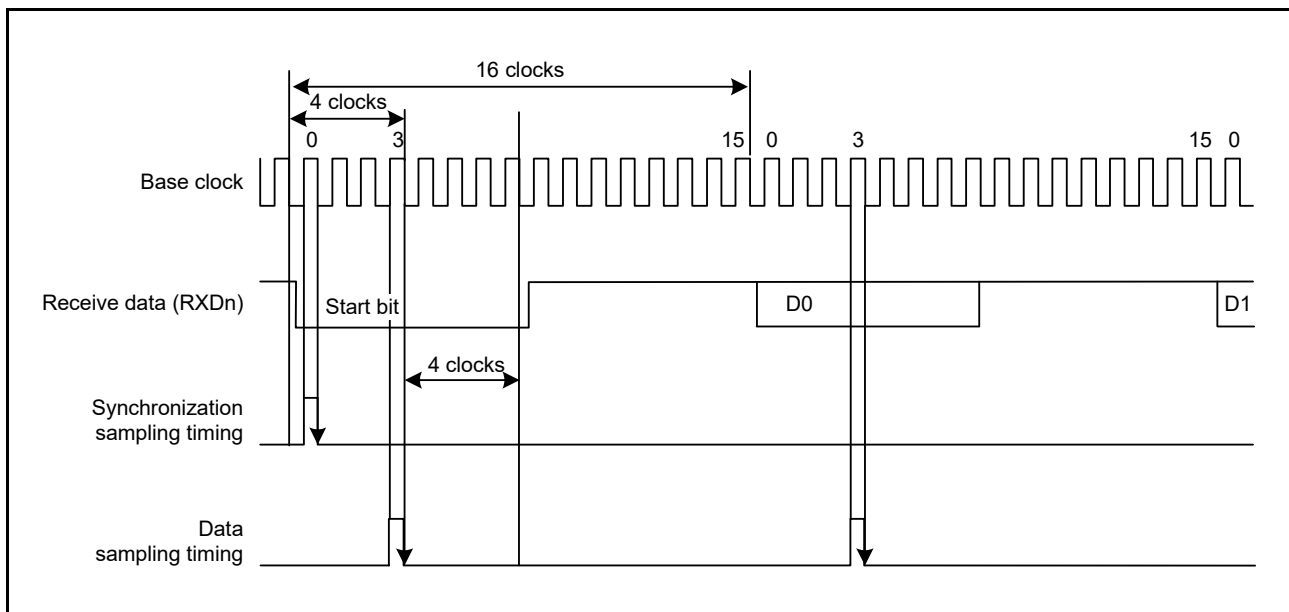 16 clocks
4 clocks
0 3 15 0 3 15 0
Base clock
Receive data (RXDn)
Start bit
D0
D1
4 clocks
Synchronization
sampling timing
Data
sampling timing